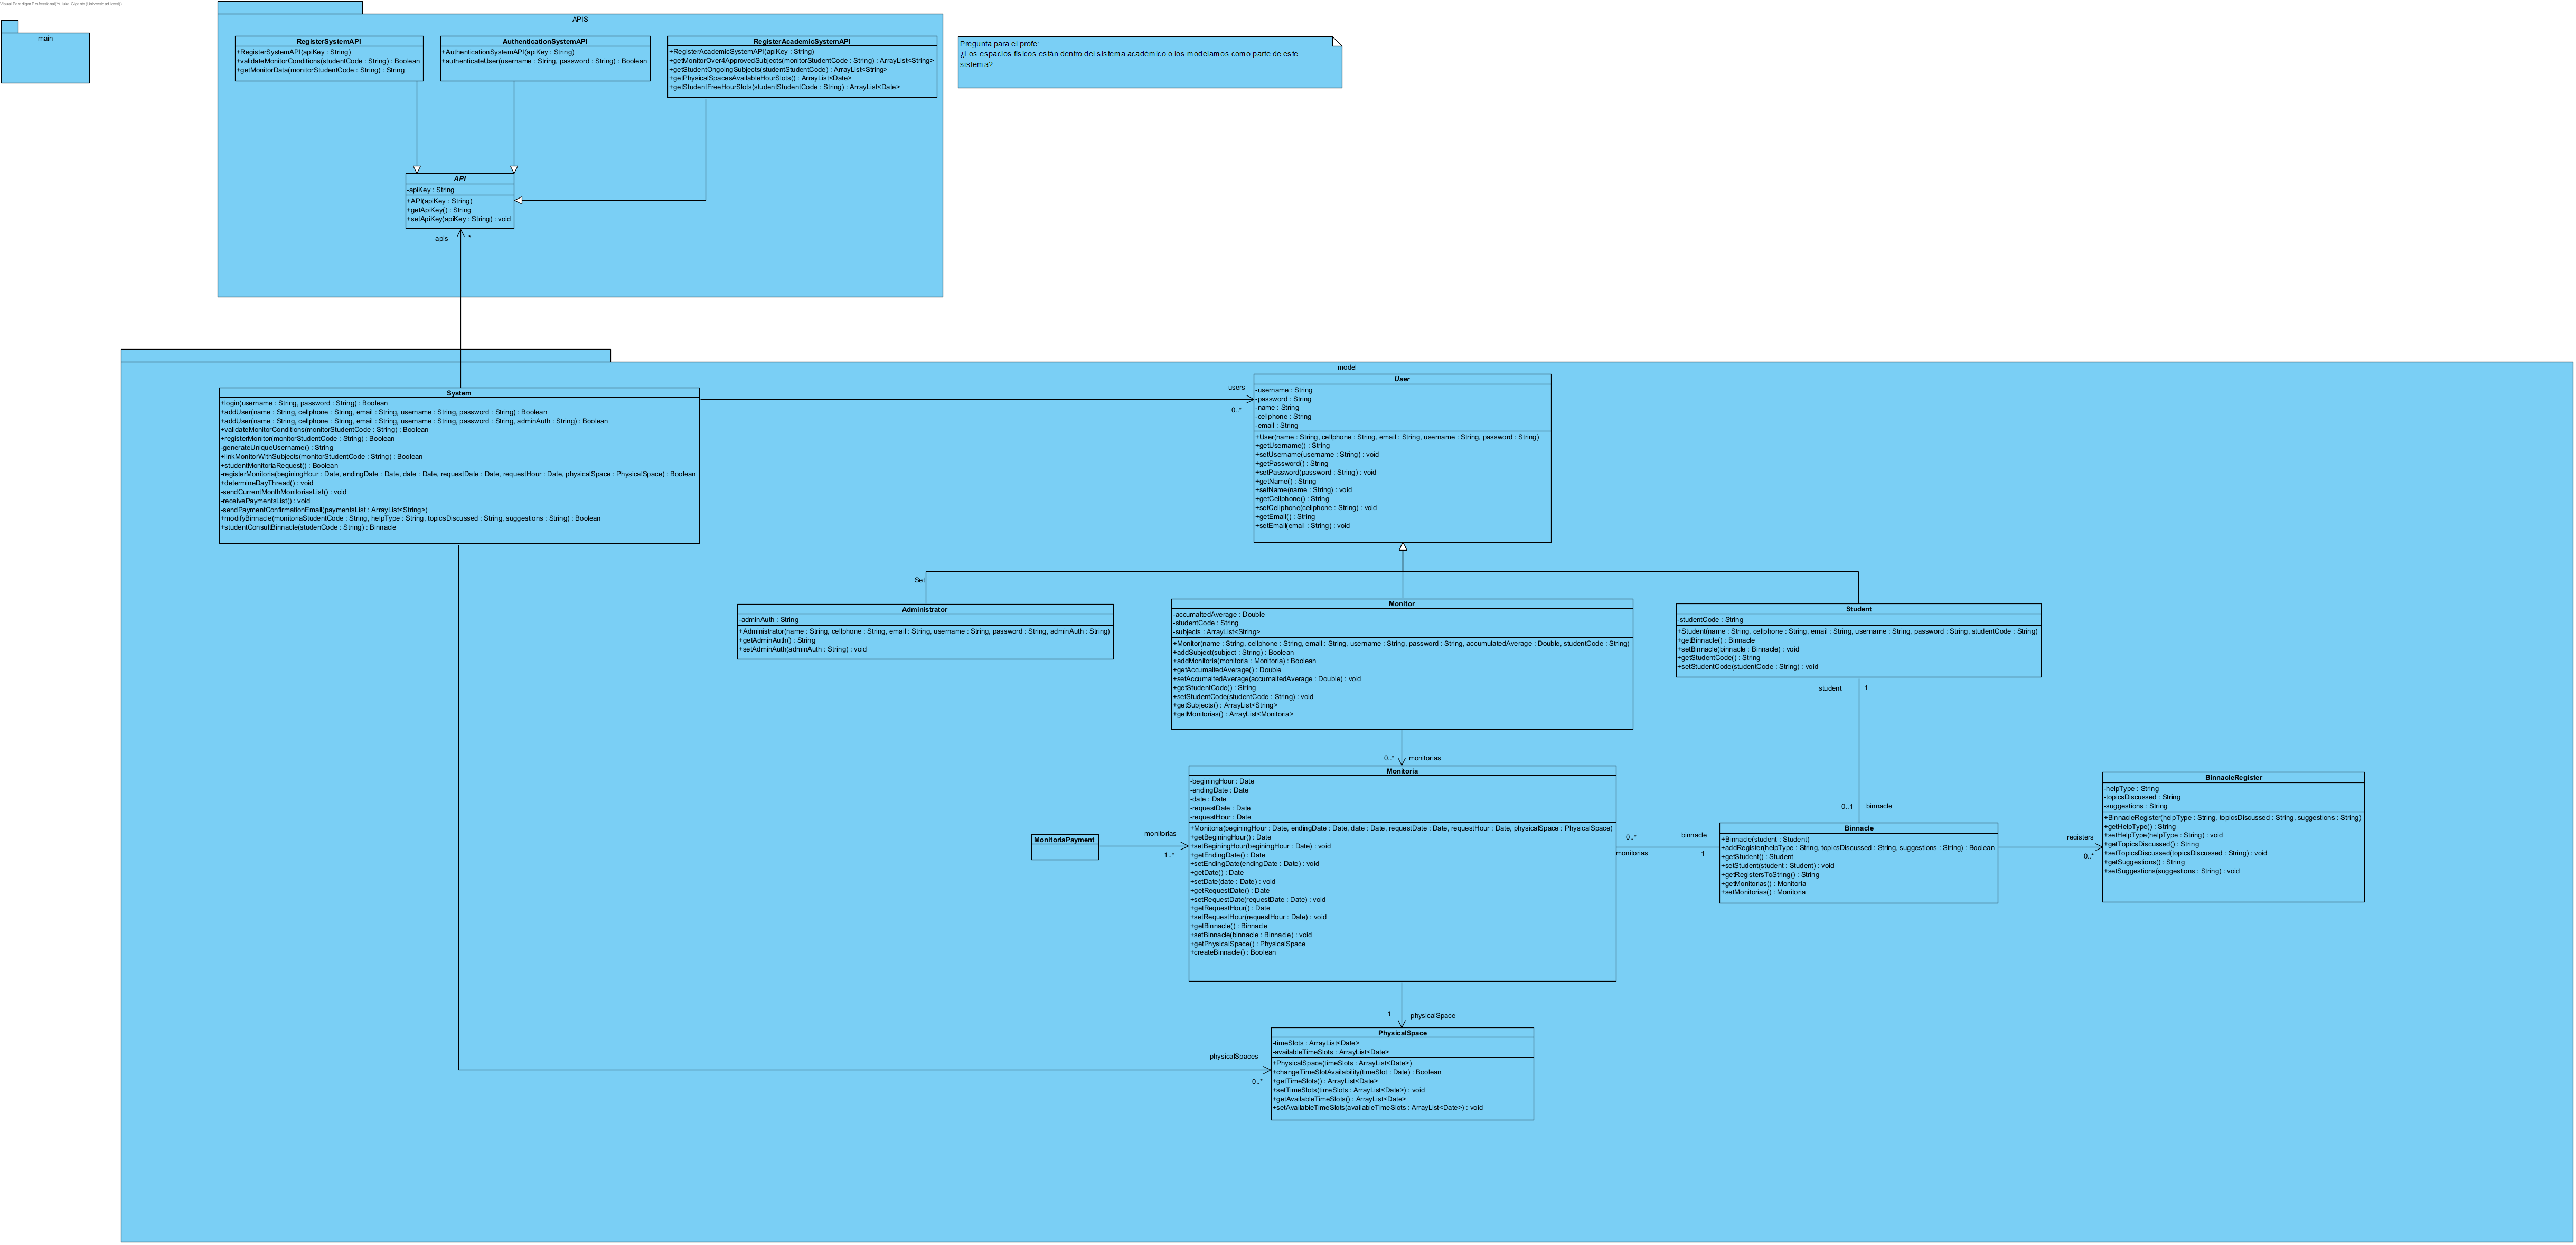 Visual Paradigm Professional(Tocuto Gigante(Universidad Icesi))
main
APIS
RegisterSystemAPI
+RegisterSystemAPI(apiKey : String)
+validateMonitorConditions(studentCode : String) : Boolean
+getMonitorData(monitorStudentCode : String) : String
AuthenticationSystemAPI
+AuthenticationSystemAPI(apiKey : String)
+authenticateUser(username : String, password : String) : Boolean
RegisterAcademicSystemAPI
+RegisterAcademicSystemAPI(apiKey : String)
+getMonitorOver4ApprovedSubjects(monitorStudentCode : String) : ArrayList<String>
+getStudentOngoingSubjects(studentStudentCode) : ArrayList<String>
+getPhysicalSpacesAvailableHourSlots() : ArrayList<Date>
+getStudentFreeHourSlots(studentStudentCode : String) : ArrayList<Date>
Pregunta para el profe:
¿Los espacios físicos están dentro del sistema académico o los modelamos como parte de este
sistema?
API
-apiKey : String
+API(apiKey : String)
+getApiKey() : String
+setApiKey(apiKey : String) : void
apis
*
model
System
+login(username : String, password : String) : Boolean
+addUser(name : String, cellphone : String, email : String, username : String, password : String) : Boolean
+addUser(name : String, cellphone : String, email : String, username : String, password : String, adminAuth : String) : Boolean
+validateMonitorConditions(monitorStudentCode : String) : Boolean
+registerMonitor(monitorStudentCode : String) : Boolean
-generateUniqueUsername() : String
+linkMonitorWithSubjects(monitorStudentCode : String) : Boolean
+studentMonitoriaRequest() : Boolean
-registerMonitoria(beginingHour : Date, endingDate : Date, date : Date, requestDate : Date, requestHour : Date, physicalSpace : PhysicalSpace) : Boolean
+determineDayThread() : void
-sendCurrentMonthMonitoriasList() : void
-receivePaymentsList() : void
-sendPaymentConfirmationEmail(paymentsList : ArrayList<String>)
+modifyBinnacle(monitoriaStudentCode : String, helpType : String, topicsDiscussed : String, suggestions : String) : Boolean
+studentConsultBinnacle(studenCode : String) : Binnacle
users
0..*
User
-username : String
-password : String
-name : String
-cellphone : String
-email : String
+User(name : String, cellphone : String, email : String, username : String, password : String)
+getUsername() : String
+setUsername(username : String) : void
+getPassword() : String
+setPassword(password : String) : void
+getName() : String
+setName(name : String) : void
+getCellphone() : String
+setCellphone(cellphone : String) : void
+getEmail() : String
+setEmail(email : String) : void
Set
Administrator
-adminAuth : String
+Administrator(name : String, cellphone : String, email : String, username : String, password : String, adminAuth : String)
+getAdminAuth() : String
+setAdminAuth(adminAuth : String) : void
Monitor
-accumaltedAverage : Double
-studentCode : String
-subjects : ArrayList<String>
+Monitor(name : String, cellphone : String, email : String, username : String, password : String, accumulatedAverage : Double, studentCode : String)
+addSubject(subject : String) : Boolean
+addMonitoria(monitoria : Monitoria) : Boolean
+getAccumaltedAverage() : Double
+setAccumaltedAverage(accumaltedAverage : Double) : void
+getStudentCode() : String
+setStudentCode(studentCode : String) : void
+getSubjects() : ArrayList<String>
+getMonitorias() : ArrayList<Monitoria>
Student
-studentCode : String
+Student(name : String, cellphone : String, email : String, username : String, password : String, studentCode : String)
+getBinnacle() : Binnacle
+setBinnacle(binnacle : Binnacle) : void
+getStudentCode() : String
+setStudentCode(studentCode : String) : void
student
1
0..*
monitorias
Monitoria
-beginingHour : Date
-endingDate : Date
-date : Date
-requestDate : Date
-requestHour : Date
+Monitoria(beginingHour : Date, endingDate : Date, date : Date, requestDate : Date, requestHour : Date, physicalSpace : PhysicalSpace)
+getBeginingHour() : Date
+setBeginingHour(beginingHour : Date) : void
+getEndingDate() : Date
+setEndingDate(endingDate : Date) : void
+getDate() : Date
+setDate(date : Date) : void
+getRequestDate() : Date
+setRequestDate(requestDate : Date) : void
+getRequestHour() : Date
+setRequestHour(requestHour : Date) : void
+getBinnacle() : Binnacle
+setBinnacle(binnacle : Binnacle) : void
+getPhysicalSpace() : PhysicalSpace
+createBinnacle() : Boolean
MonitoriaPayment
monitorias
1..*
0..*
monitorias
binnacle
1
0..1
binnacle
Binnacle
+Binnacle(student : Student)
+addRegister(helpType : String, topicsDiscussed : String, suggestions : String) : Boolean
+getStudent() : Student
+setStudent(student : Student) : void
+getRegistersToString() : String
+getMonitorias() : Monitoria
+setMonitorias() : Monitoria
registers
0..*
BinnacleRegister
-helpType : String
-topicsDiscussed : String
-suggestions : String
+BinnacleRegister(helpType : String, topicsDiscussed : String, suggestions : String)
+getHelpType() : String
+setHelpType(helpType : String) : void
+getTopicsDiscussed() : String
+setTopicsDiscussed(topicsDiscussed : String) : void
+getSuggestions() : String
+setSuggestions(suggestions : String) : void
1
physicalSpace
physicalSpaces
0..*
PhysicalSpace
-timeSlots : ArrayList<Date>
-availableTimeSlots : ArrayList<Date>
+PhysicalSpace(timeSlots : ArrayList<Date>)
+changeTimeSlotAvailability(timeSlot : Date) : Boolean
+getTimeSlots() : ArrayList<Date>
+setTimeSlots(timeSlots : ArrayList<Date>) : void
+getAvailableTimeSlots() : ArrayList<Date>
+setAvailableTimeSlots(availableTimeSlots : ArrayList<Date>) : void